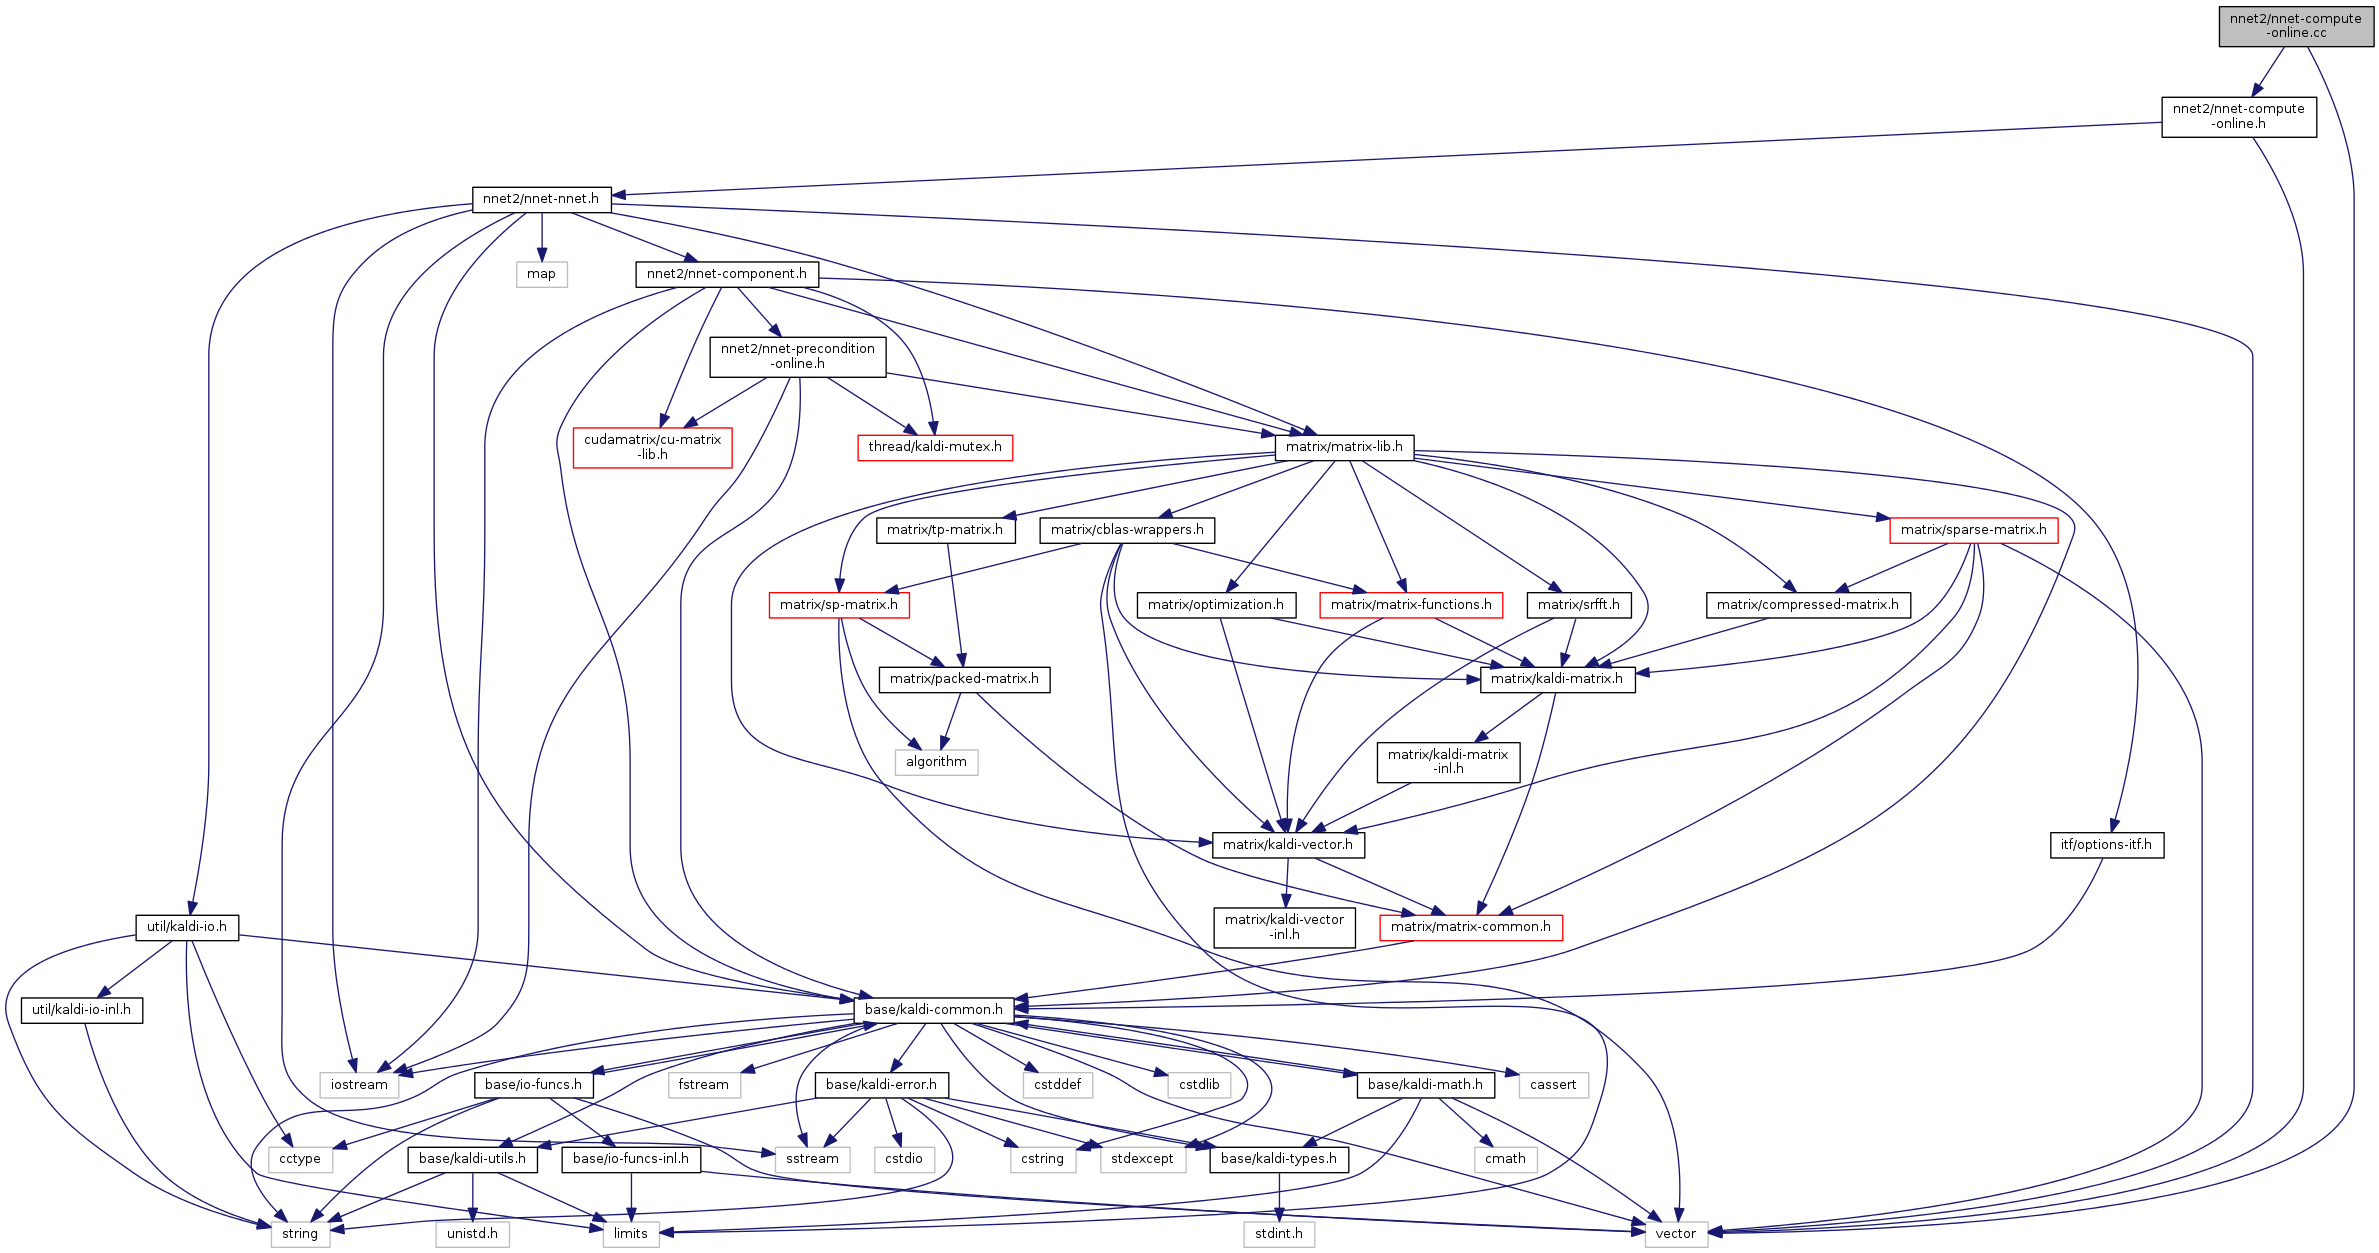 nnet2/nnet-compute
-online.cc
nnet2/nnet-compute
-online.h
nnet2/nnet-nnet.h
map
nnet2/nnet-component.h
nnet2/nnet-precondition
-online.h
cudamatrix/cu-matrix
-lib.h
thread/kaldi-mutex.h
matrix/matrix-lib.h
matrix/tp-matrix.h
matrix/cblas-wrappers.h
matrix/sparse-matrix.h
matrix/sp-matrix.h
matrix/optimization.h
matrix/matrix-functions.h
matrix/srfft.h
matrix/compressed-matrix.h
matrix/packed-matrix.h
matrix/kaldi-matrix.h
algorithm
matrix/kaldi-matrix
-inl.h
matrix/kaldi-vector.h
itf/options-itf.h
util/kaldi-io.h
matrix/kaldi-vector
-inl.h
matrix/matrix-common.h
util/kaldi-io-inl.h
base/kaldi-common.h
iostream
base/io-funcs.h
fstream
base/kaldi-error.h
cstddef
cstdlib
base/kaldi-math.h
cassert
cctype
base/kaldi-utils.h
base/io-funcs-inl.h
sstream
cstdio
cstring
stdexcept
base/kaldi-types.h
cmath
string
unistd.h
limits
stdint.h
vector